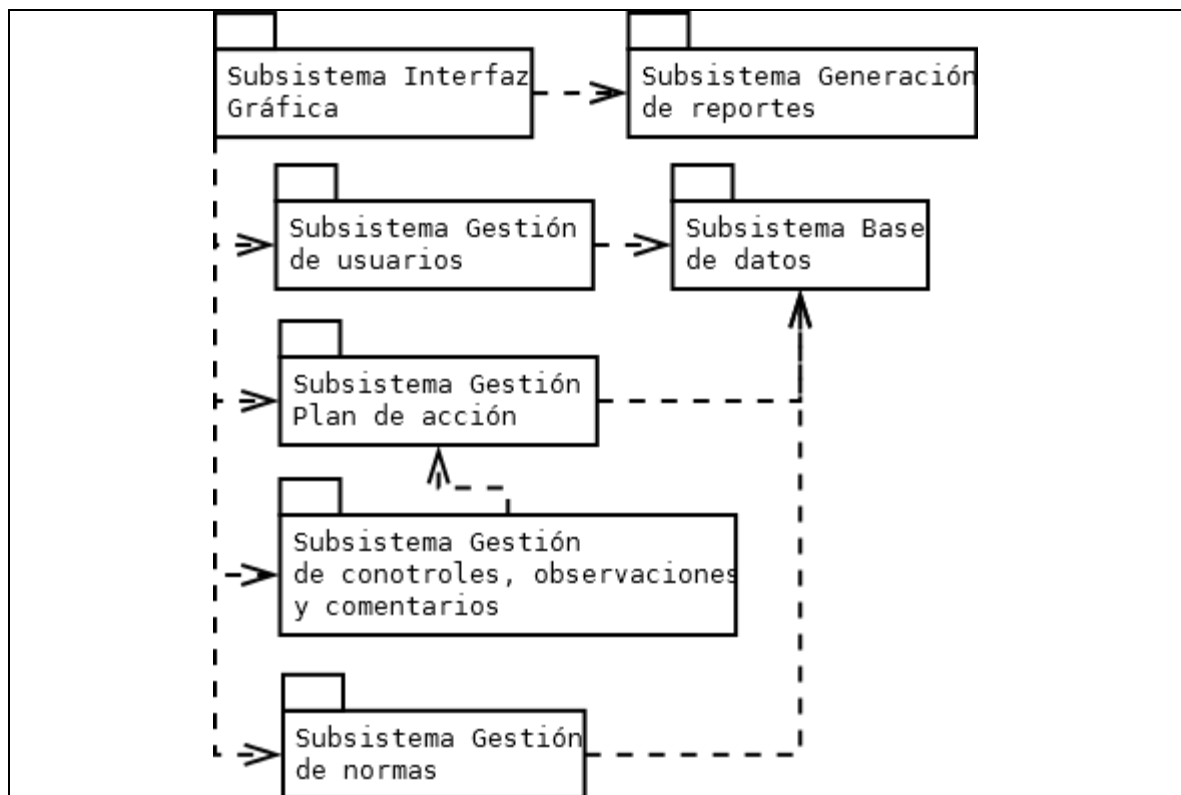 Subsistema Interfaz
Gráfica
Subsistema Generación
de reportes
Subsistema Gestión
de usuarios
Subsistema Base
de datos
Subsistema Gestión
Plan de acción
Subsistema Gestión
de conotroles, observaciones
y comentarios
Subsistema Gestión
de normas